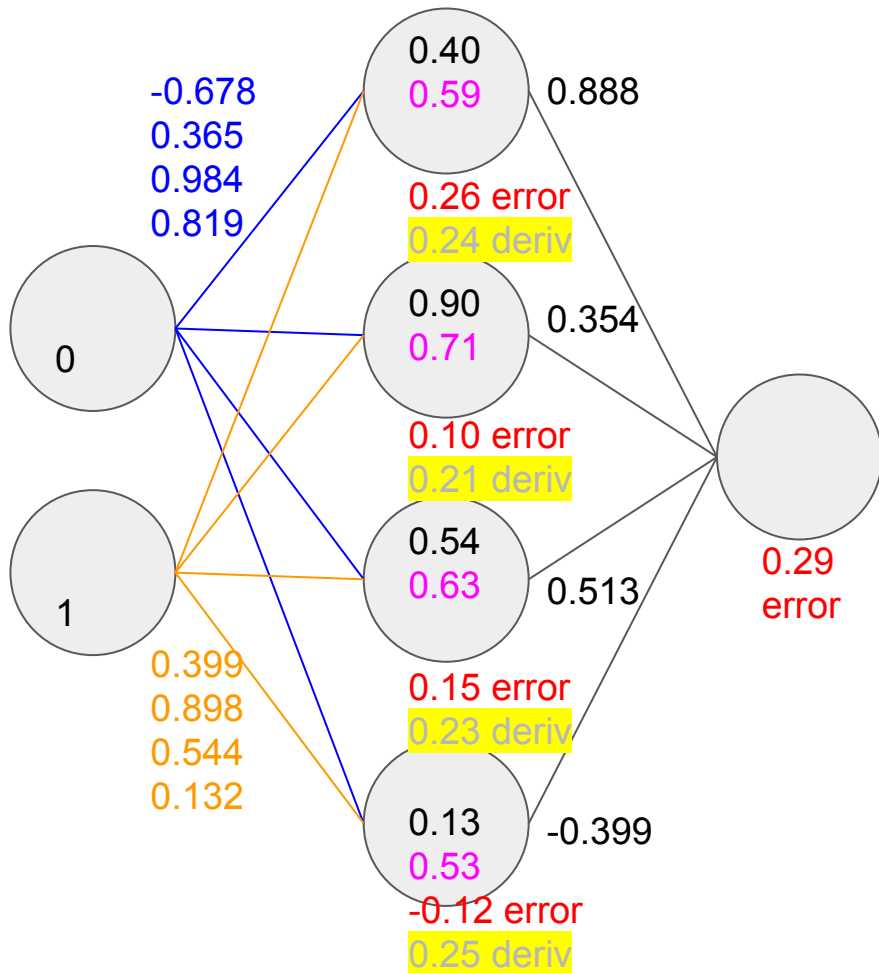 -0.678
0.365
0.984
0.819
0
1
0.399
0.898
0.544
0.132
0.40
0.59
0.26 error
0.24 deriv
0.90
0.71
0.10 error
0.21 deriv
0.54
0.63
0.15 error
0.23 deriv
0.13
0.53
-0.12 error
0.25 deriv
0.888
0.354
0.513
-0.399
0.29
error